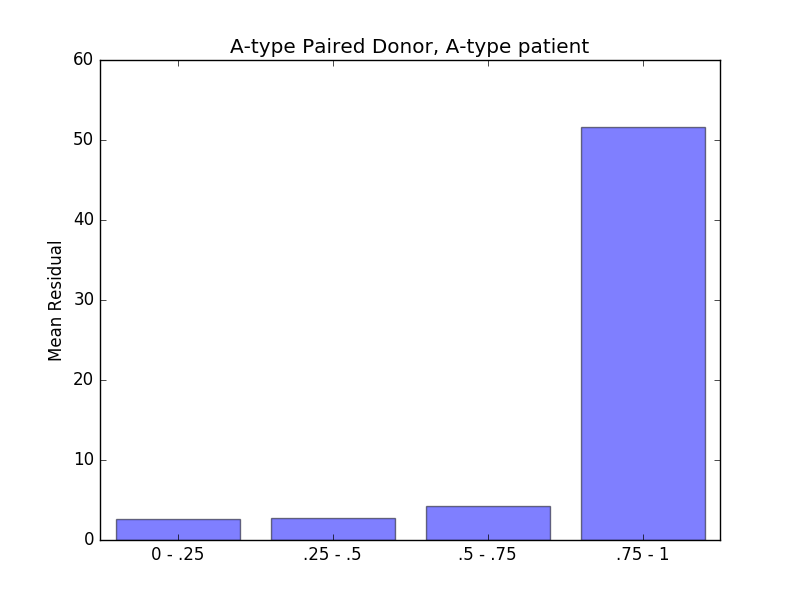 A-type Paired Donor, A-type patient
60
50
40
30
20
10
0
Mean Residual
0 - .25
.25 - .5
.5 - .75
.75 - 1